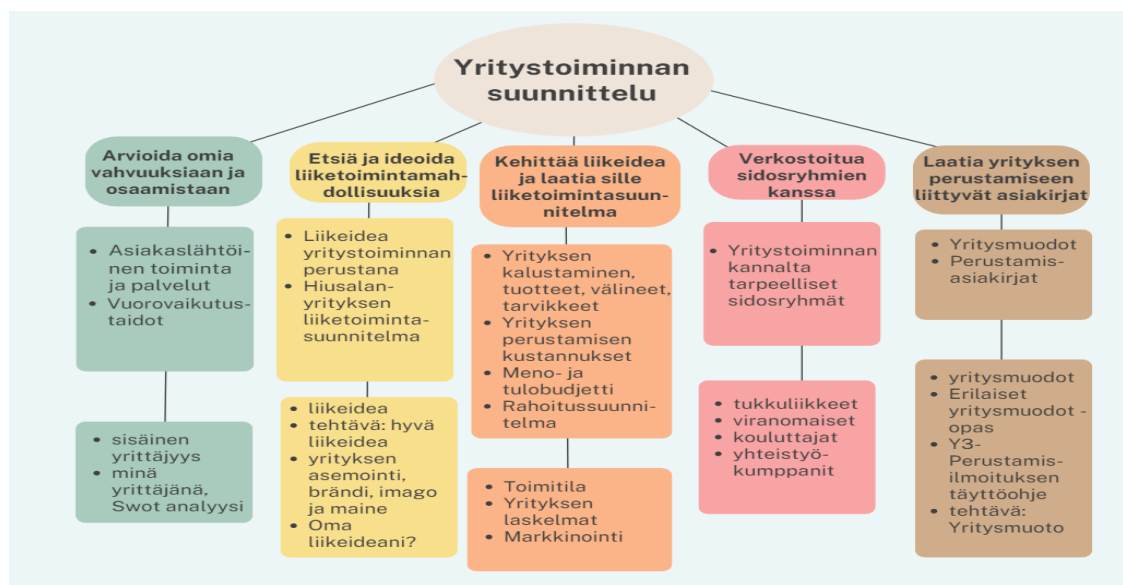 Yritystoiminnan
suunnittelu
Arvioida omia
vahvuuksiaan ja
osaamistaan
• Asiakaslähtöi-
nen toiminta
ja palvelut
• Vuorovaikutus-
taidot
• sisäinen
yrittäjyys
• minä
yrittäjänä,
Swot analyysi
Etsiä ja ideoida
liiketoimintamah-
dollisuuksia
• Liikeidea
yritystoiminnan
perustana
• Hiusalan-
yrityksen
liiketoiminta-
suunnitelma
• liikeidea
• tehtävä: hyvä
liikeidea
• yrityksen
asemointi,
brändi, imago
ja maine
• Oma
liikeideani?
Kehittää liikeidea
ja laatia sille
liiketoimintasuun-
nitelma
• Yrityksen
kalustaminen,
tuotteet, välineet,
tarvikkeet
• Yrityksen
perustamisen
kustannukset
• Meno- ja
tulobudjetti
• Rahoitussuunni-
telma
• Toimitila
• Yrityksen
laskelmat
• Markkinointi
Verkostoitua
sidosryhmien
kanssa
• Yritystoiminnan
kannalta
tarpeelliset
sidosryhmät
• tukkuliikkeet
• viranomaiset
• kouluttajat
• yhteistyö-
kumppanit
Laatia yrityksen
perustamiseen
liittyvät asiakirjat
• Yritysmuodot
• Perustamis-
asiakirjat
• yritysmuodot
• Erilaiset
yritysmuodot -
opas
• Y3-
Perustamis-
ilmoituksen
täyttöohje
• tehtävä:
Yritysmuoto